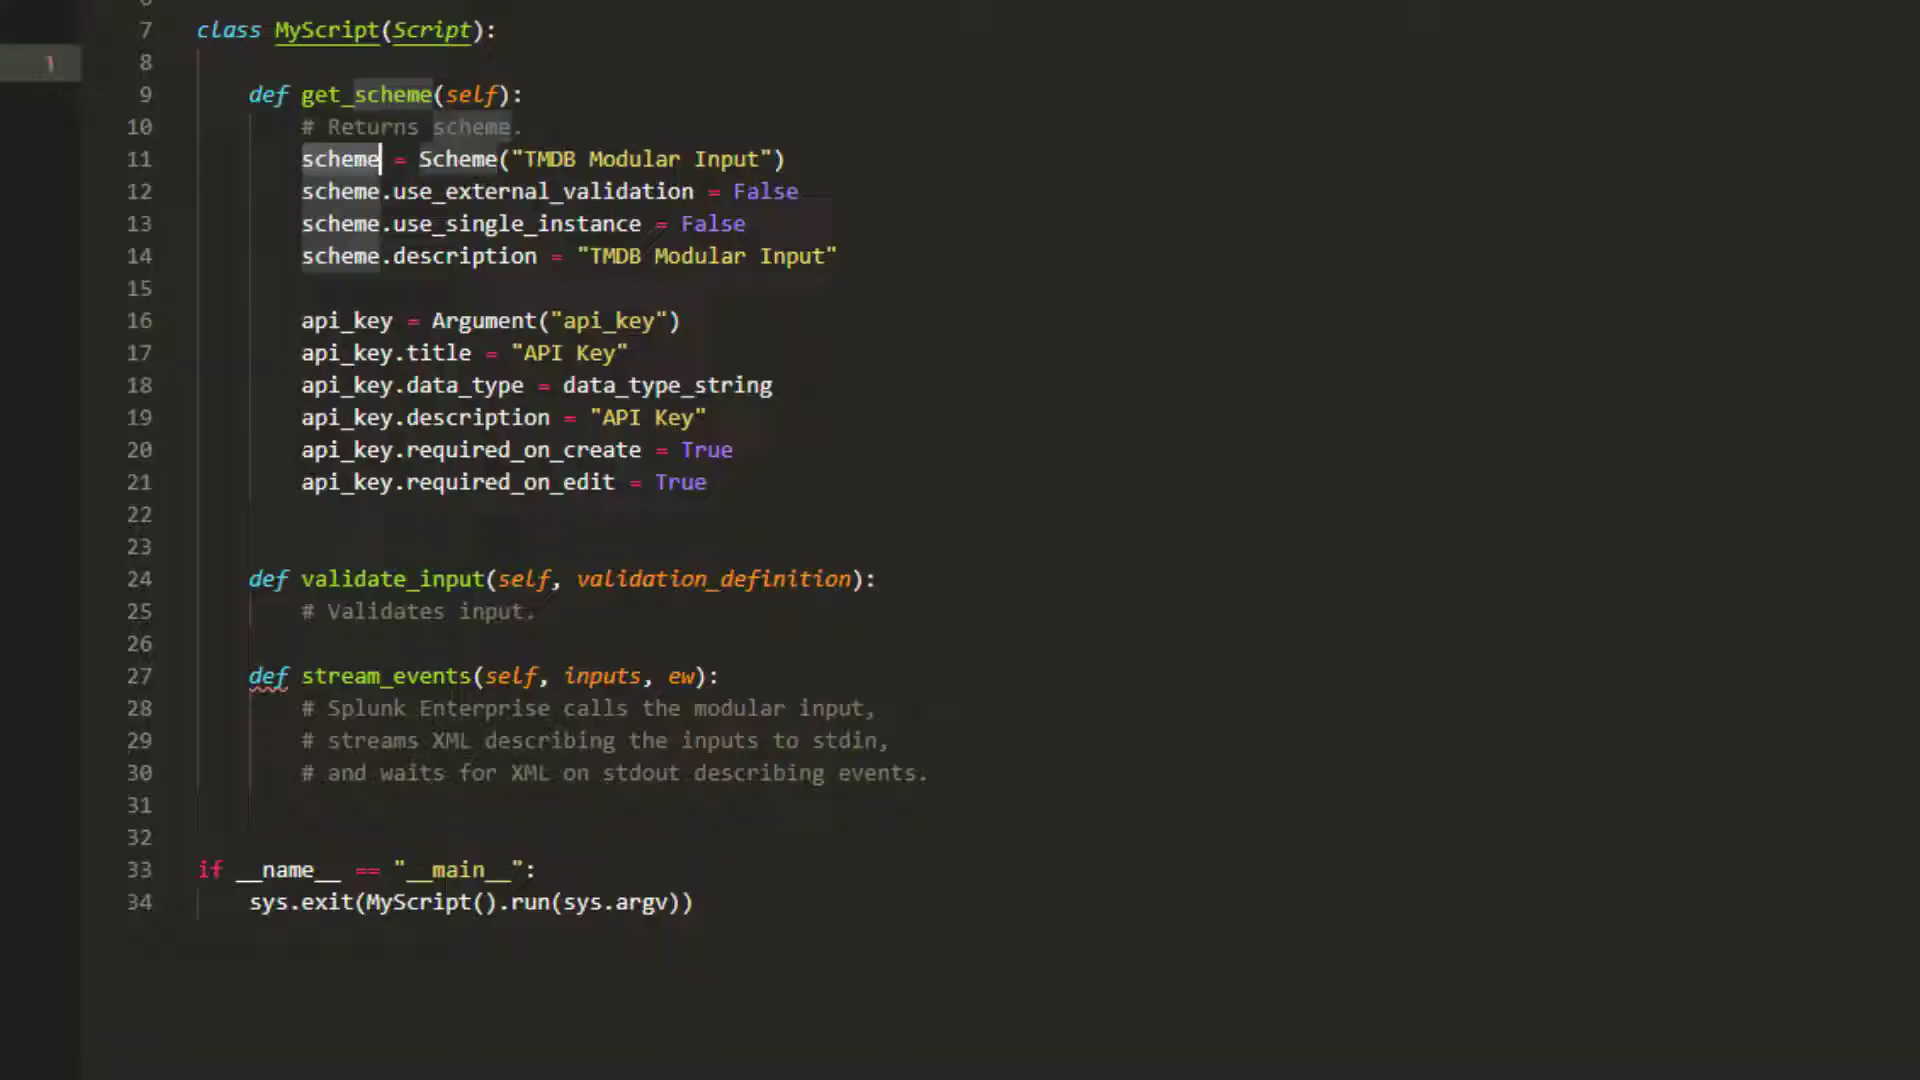 7 class MyScript(Script):
8
9 def get_scheme(self):
10 # Returns scheme.
11 scheme = Scheme("TMDB Modular Input")
12 scheme.use_external_validation = False
13 scheme.use_single_instance = False
14 scheme.description = "TMDB Modular Input"
15
16 api_key = Argument("api_key")
17 api_key.title = "API Key"
18 api_key.data_type = data_type_string
19 api_key.description = "API Key"
20 api_key.required_on_create = True
21 api_key.required_on_edit = True
22
23
24 def validate_input(self, validation_definition):
25 # Validates input.
26
27 def stream_events(self, inputs, ew):
28 # Splunk Enterprise calls the modular input,
29 # streams XML describing the inputs to stdin,
30 # and waits for XML on stdout describing events.
31
32
33 if __name__ == "__main__":
34 sys.exit(MyScript().run(sys.argv))